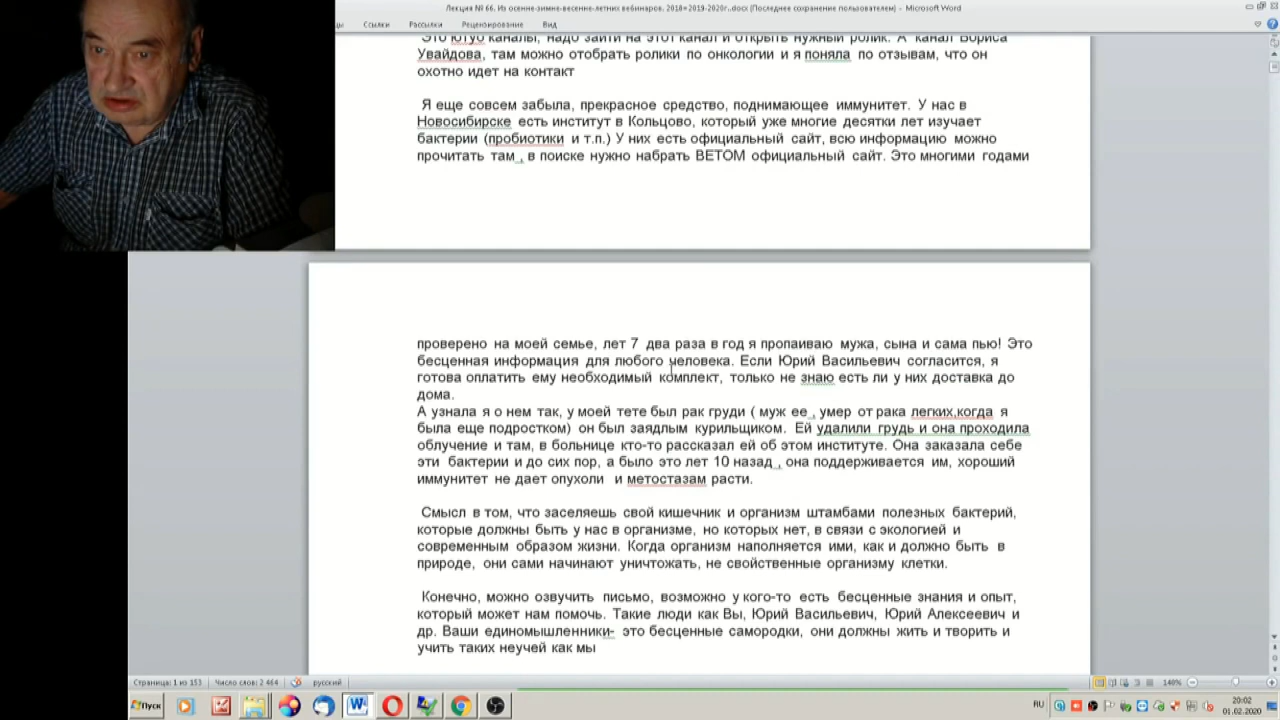 Лекция № 66. Из осенне-зимне-весенне-летних вебинаров. 2018=2019-2020г..docx (Последнее сохранение пользователем) - Microsoft Word
Ссылки Рассылки Рецензирование Вид
Это ютуб каналы, надо зайти на этот канал и открыть нужный ролик. А канал Бориса
Увайдова, там можно отобрать ролики по онкологии и я поняла по отзывам, что он
охотно идет на контакт
Я еще совсем забыла, прекрасное средство, поднимающее иммунитет. У нас в
Новосибирске есть институт в Кольцово, который уже многие десятки лет изучает
бактерии (пробиотики и т.п.) У них есть официальный сайт, всю информацию можно
прочитать там , в поиске нужно набрать ВЕТОМ официальный сайт. Это многими годами
проверено на моей семье, лет 7 два раза в год я пропаиваю мужа, сына и сама пью! Это
бесценная информация для любого человека. Если Юрий Васильевич согласится, я
готова оплатить ему необходимый комплект, только не знаю есть ли у них доставка до
дома.
А узнала я о нем так, у моей тете был рак груди ( муж ее , умер от рака легких,когда я
была еще подростком) он был заядлым курильщиком. Ей удалили грудь и она проходила
облучение и там, в больнице кто-то рассказал ей об этом институте. Она заказала себе
эти бактерии и до сих пор, а было это лет 10 назад , она поддерживается им, хороший
иммунитет не дает опухоли и метостазам расти.
Смысл в том, что заселяешь свой кишечник и организм штамбами полезных бактерий,
которые должны быть у нас в организме, но которых нет, в связи с экологией и
современным образом жизни. Когда организм наполняется ими, как и должно быть в
природе, они сами начинают уничтожать, не свойственные организму клетки.
Конечно, можно озвучить письмо, возможно у кого-то есть бесценные знания и опыт,
который может нам помочь. Такие люди как Вы, Юрий Васильевич, Юрий Алексеевич и
др. Ваши единомышленники- это бесценные самородки, они должны жить и творить и
учить таких неучей как мы
Страница: 1 из 153 Число слов: 2 464 русский 140%
Пуск RU 20:02
01.02.2020